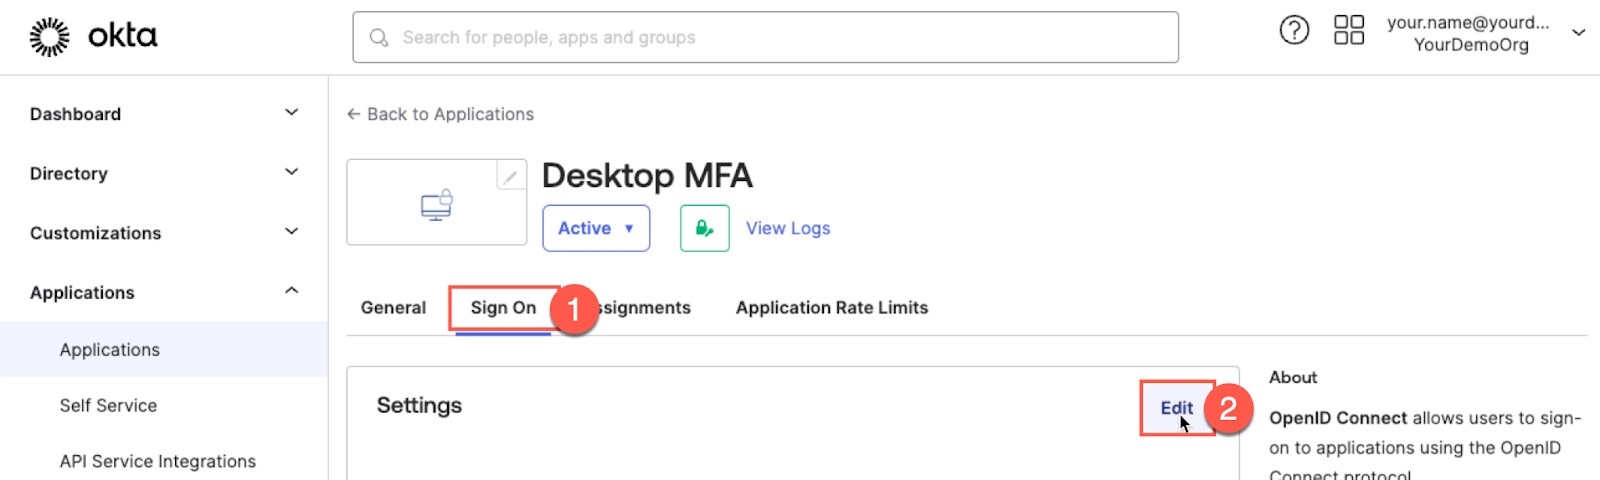 okta
Search for people, apps and groups
your.name@yourd...
YourDemoOrg
Dashboard
Directory
Customizations
Applications
Applications
Self Service
API Service Integrations
← Back to Applications
Desktop MFA
Active ▼
View Logs
General
Sign On
1
ssignments
Application Rate Limits
Settings
Edit
2
About
OpenID Connect allows users to sign-
on to applications using the OpenID
Connect protocol